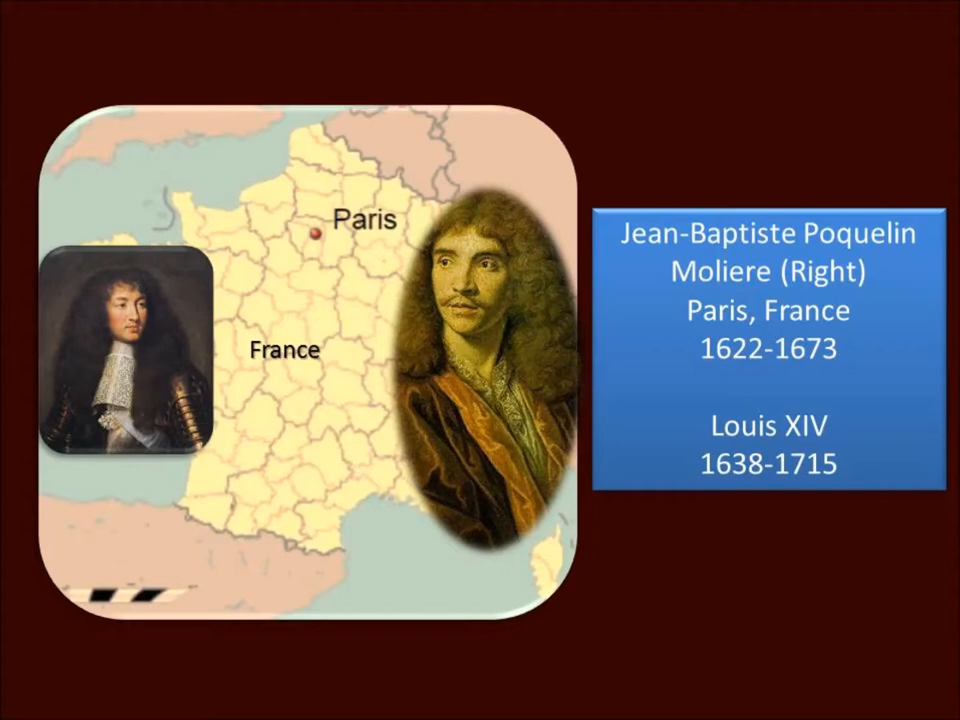 Paris
France
Jean-Baptiste Poquelin
Moliere (Right)
Paris, France
1622-1673
Louis XIV
1638-1715